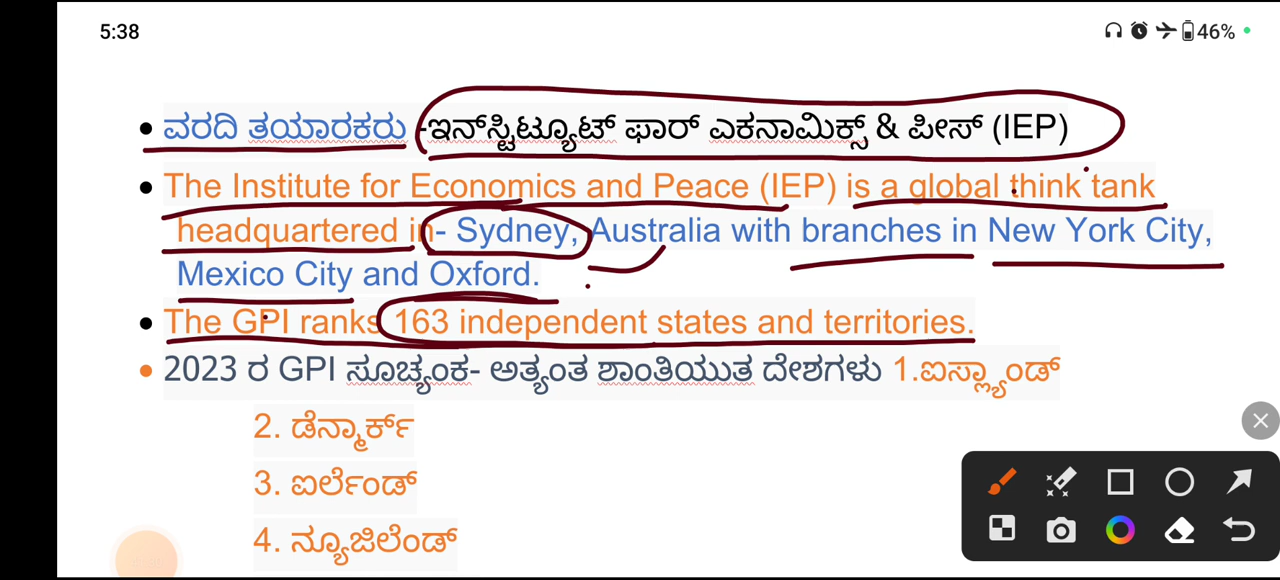 5:38
46%
• ವರದಿ ತಯಾರಕರು -ಇನ್‌ಸ್ಟಿಟ್ಯೂಟ್ ಫಾರ್ ಎಕನಾಮಿಕ್ಸ್ & ಪೀಸ್ (IEP)
• The Institute for Economics and Peace (IEP) is a global think tank
headquartered in- Sydney, Australia with branches in New York City,
Mexico City and Oxford.
• The GPI ranks 163 independent states and territories.
• 2023 ರ GPI ಸೂಚ್ಯಂಕ- ಅತ್ಯಂತ ಶಾಂತಿಯುತ ದೇಶಗಳು 1.ಐಸ್ಲ್ಯಾಂಡ್
2. ಡೆನ್ಮಾರ್ಕ್
3. ಐರ್ಲೆಂಡ್
4. ನ್ಯೂಜಿಲೆಂಡ್